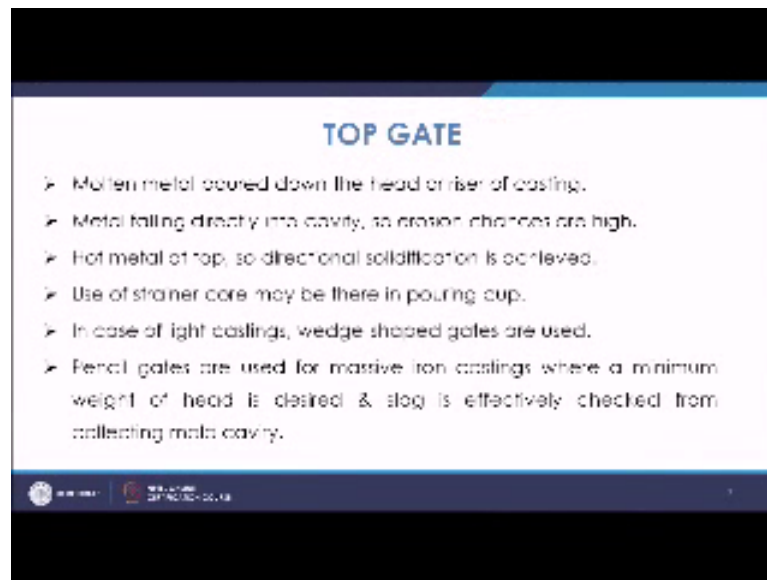 TOP GATE
➢ Molten metal poured down the head or riser of casting.
➢ Metal falling directly into cavity, so erosion chances are high.
➢ Hot metal at top, so directional solidification is achieved.
➢ Use of strainer core may be there in pouring cup.
➢ In case of light castings, wedge shaped gates are used.
➢ Pencil gates are used for massive iron castings where a minimum
weight of head is desired & slag is effectively checked from
collecting mold cavity.
CERTIFICATION COURSE